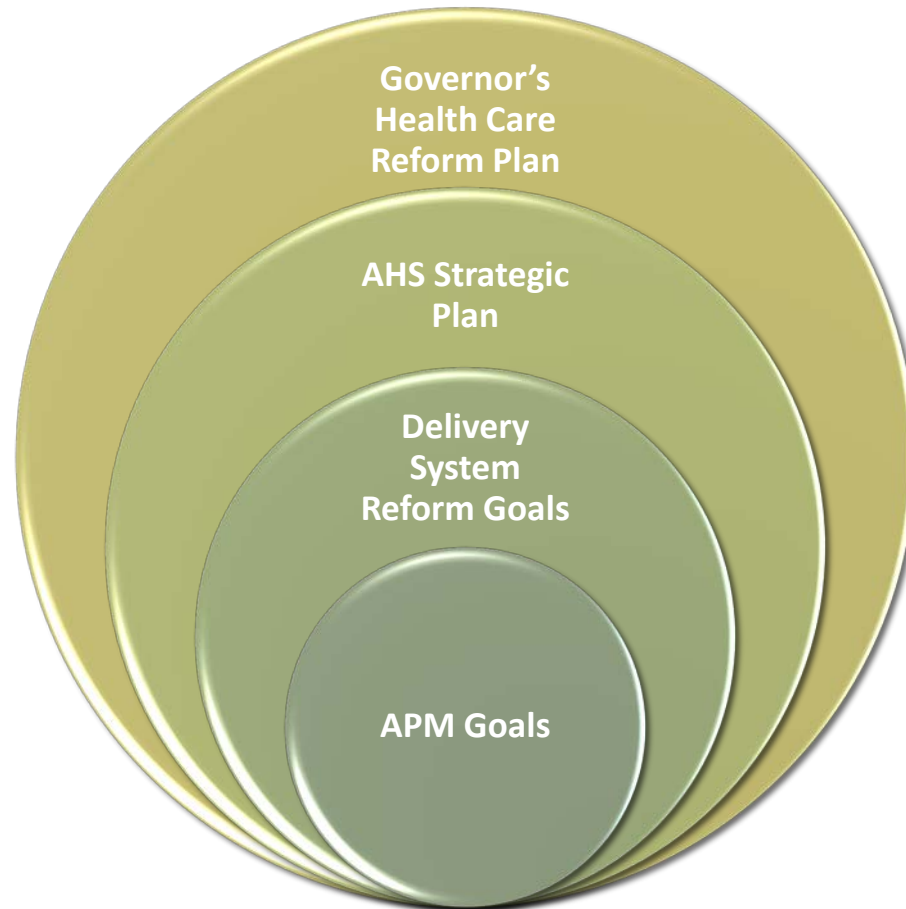 Governor’s
Health Care
Reform Plan
AHS Strategic
Plan
Delivery
System
Reform Goals
APM Goals